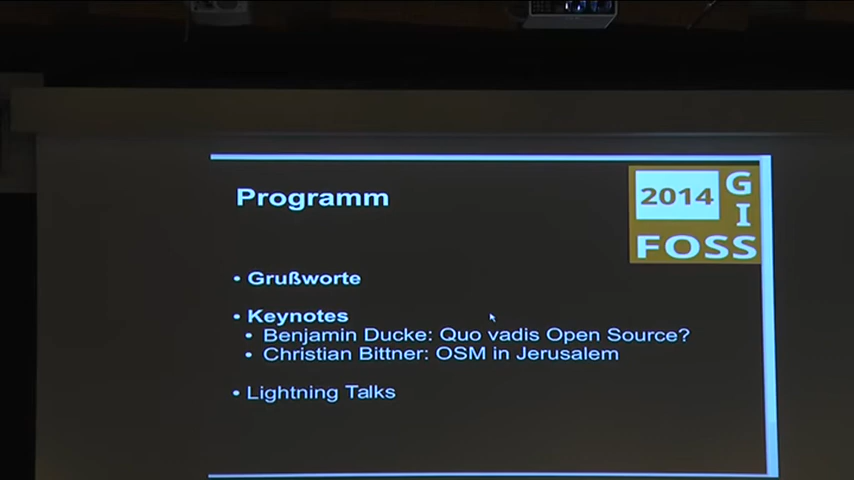 Programm
2014 G
I
FOSS
• Grußworte
• Keynotes
• Benjamin Ducke: Quo vadis Open Source?
• Christian Bittner: OSM in Jerusalem
• Lightning Talks